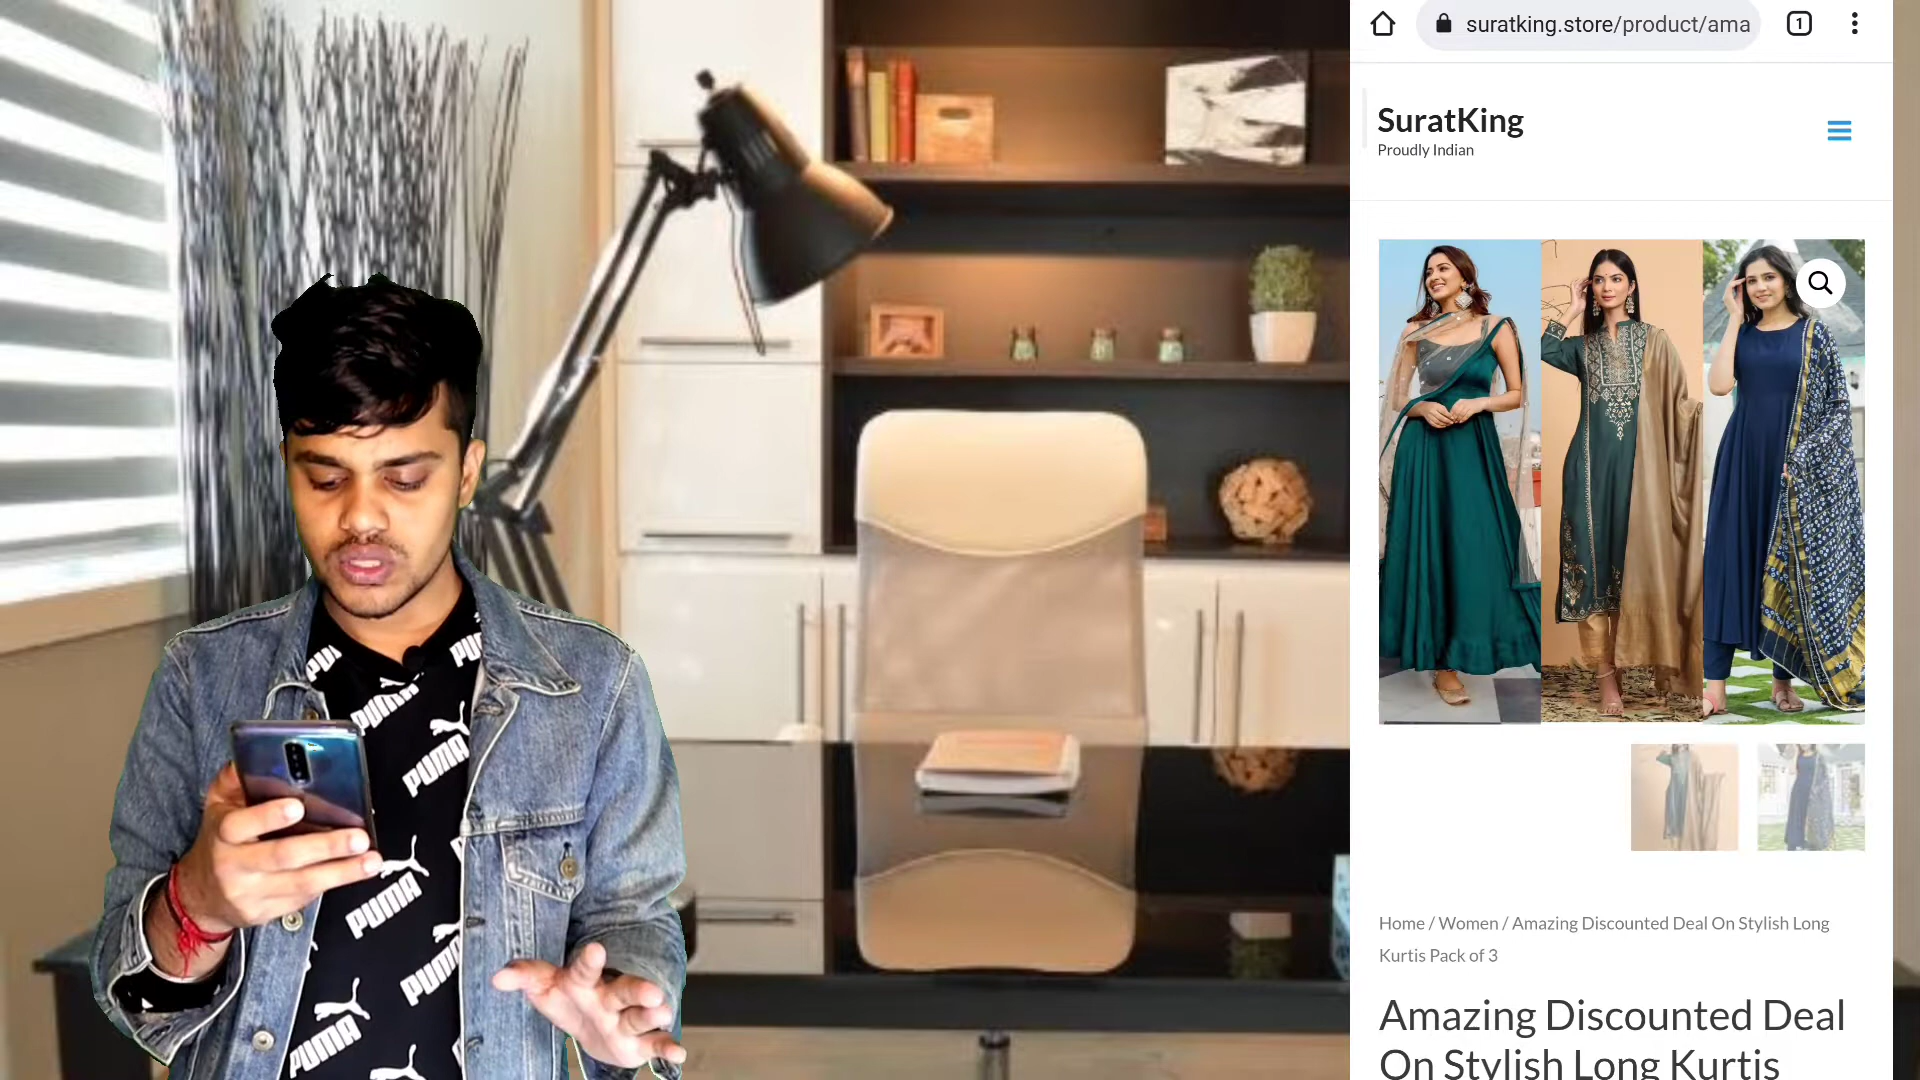 suratking.store/product/ama
1
SuratKing
Proudly Indian
Home / Women / Amazing Discounted Deal On Stylish Long
Kurtis Pack of 3
Amazing Discounted Deal
On Stylish Long Kurtis
PUMA
PUMA
PUMA
PUMA
PUMA